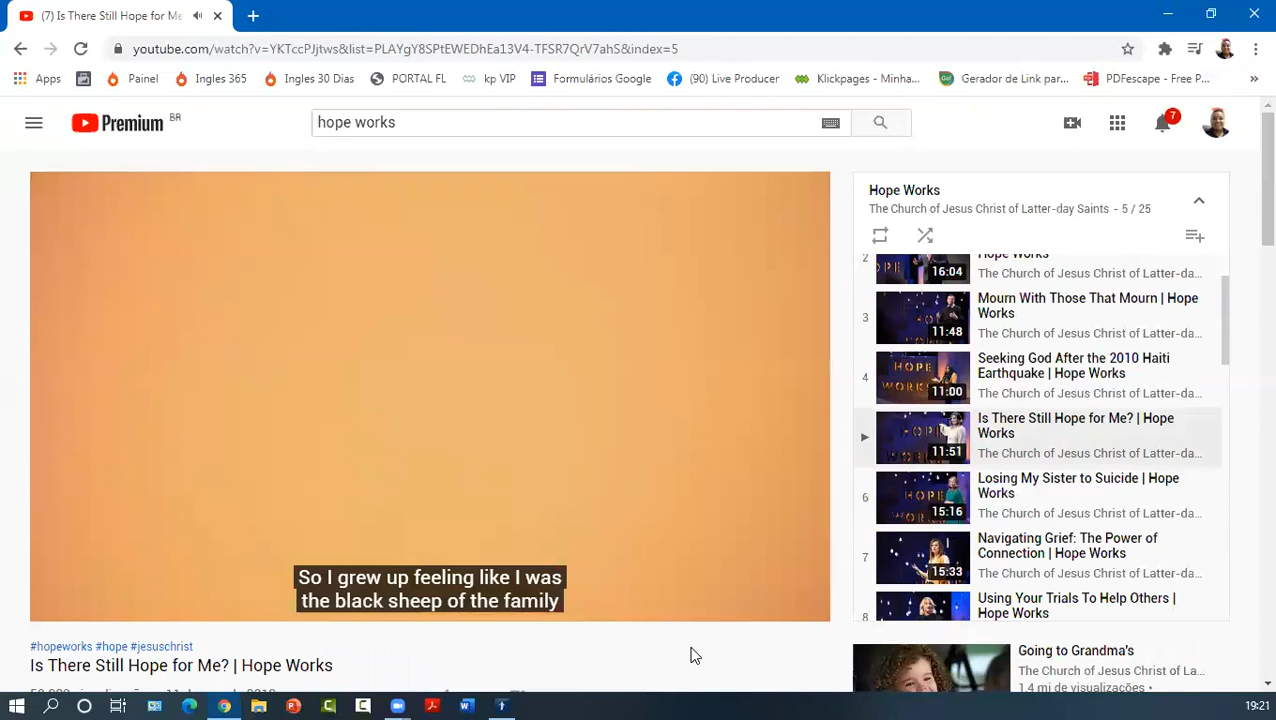 (7) Is There Still Hope for Me?
youtube.com/watch?v=YKTccPJjtws&list=PLAYgY8SPtEWEDhEa13V4-TFSR7QrV7ahS&index=5
Apps
Painel
Ingles 365
Ingles 30 Dias
PORTAL FL
kp VIP
Formulários Google
(90) Live Producer
Klickpages - Minha...
Gerador de Link par...
PDFescape - Free P...
»
Premium BR
hope works
7
So I grew up feeling like I was
the black sheep of the family
#hopeworks #hope #jesuschrist
Is There Still Hope for Me? | Hope Works
Hope Works
The Church of Jesus Christ of Latter-day Saints - 5 / 25
2
16:04
Hope Works
The Church of Jesus Christ of Latter-da...
3
11:48
Mourn With Those That Mourn | Hope
Works
The Church of Jesus Christ of Latter-da...
4
HOPE
WORKS
11:00
Seeking God After the 2010 Haiti
Earthquake | Hope Works
The Church of Jesus Christ of Latter-da...
11:51
Is There Still Hope for Me? | Hope
Works
The Church of Jesus Christ of Latter-da...
6
15:16
Losing My Sister to Suicide | Hope
Works
The Church of Jesus Christ of Latter-da...
7
15:33
Navigating Grief: The Power of
Connection | Hope Works
The Church of Jesus Christ of Latter-da...
8
Using Your Trials To Help Others |
Hope Works
Going to Grandma's
The Church of Jesus Christ of Latter-da...
1,4 mi de visualizações •
19:21